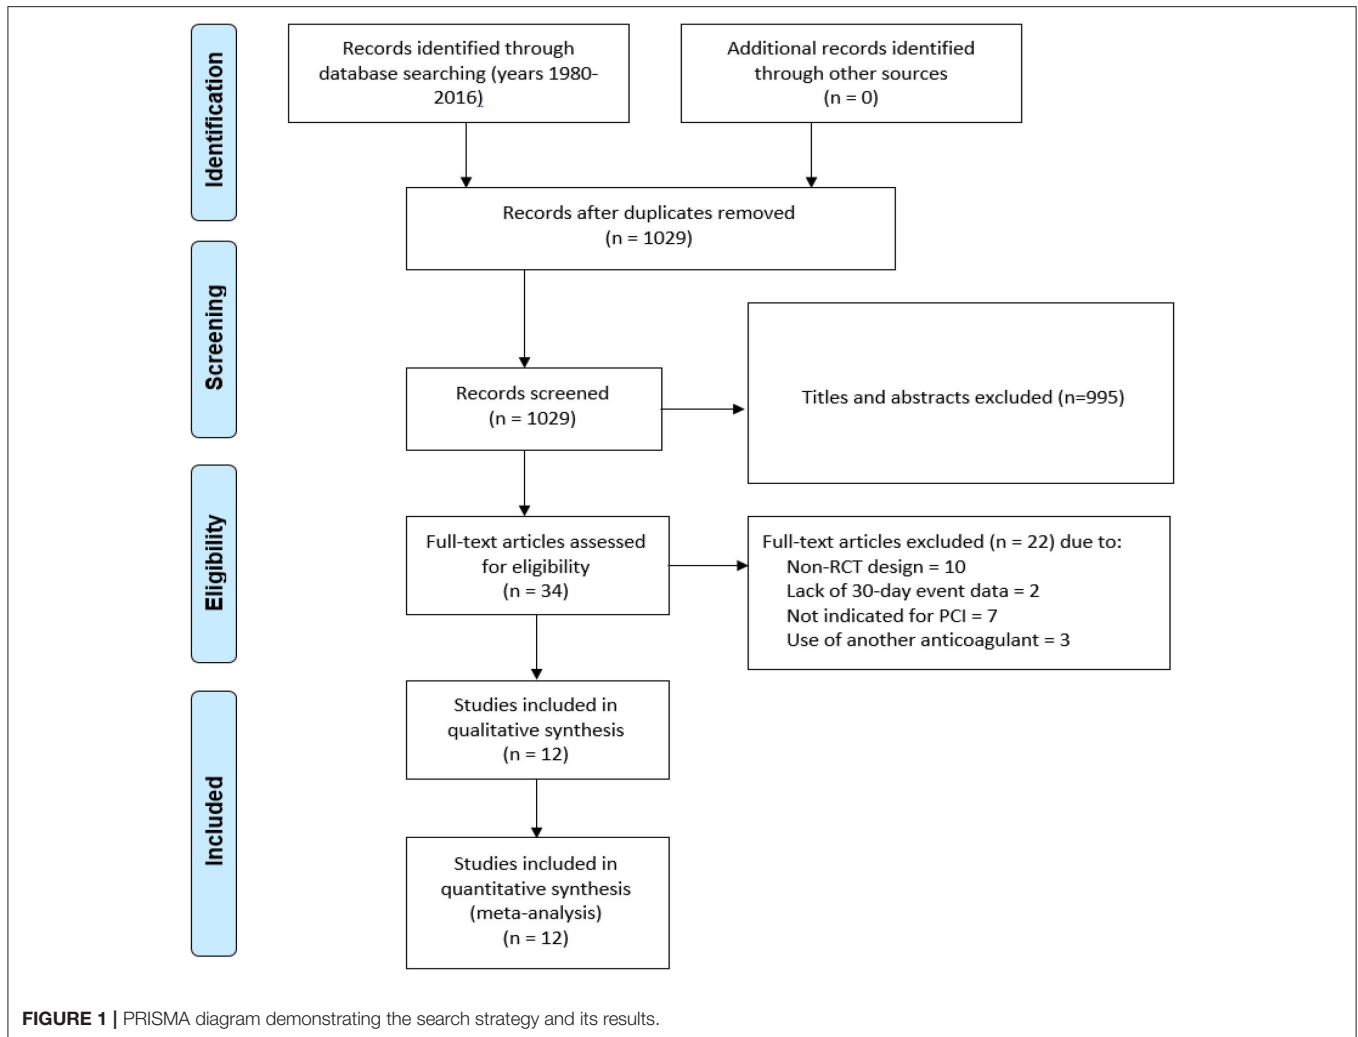 Identification
Records identified through
database searching (years 1980-
2016)
Additional records identified
through other sources
(n = 0)
Records after duplicates removed
(n = 1029)
Screening
Records screened
(n = 1029)
Titles and abstracts excluded (n=995)
Eligibility
Full-text articles assessed
for eligibility
(n = 34)
Full-text articles excluded (n = 22) due to:
Non-RCT design = 10
Lack of 30-day event data = 2
Not indicated for PCI = 7
Use of another anticoagulant = 3
Included
Studies included in
qualitative synthesis
(n = 12)
Studies included in
quantitative synthesis
(meta-analysis)
(n = 12)
FIGURE 1 | PRISMA diagram demonstrating the search strategy and its results.